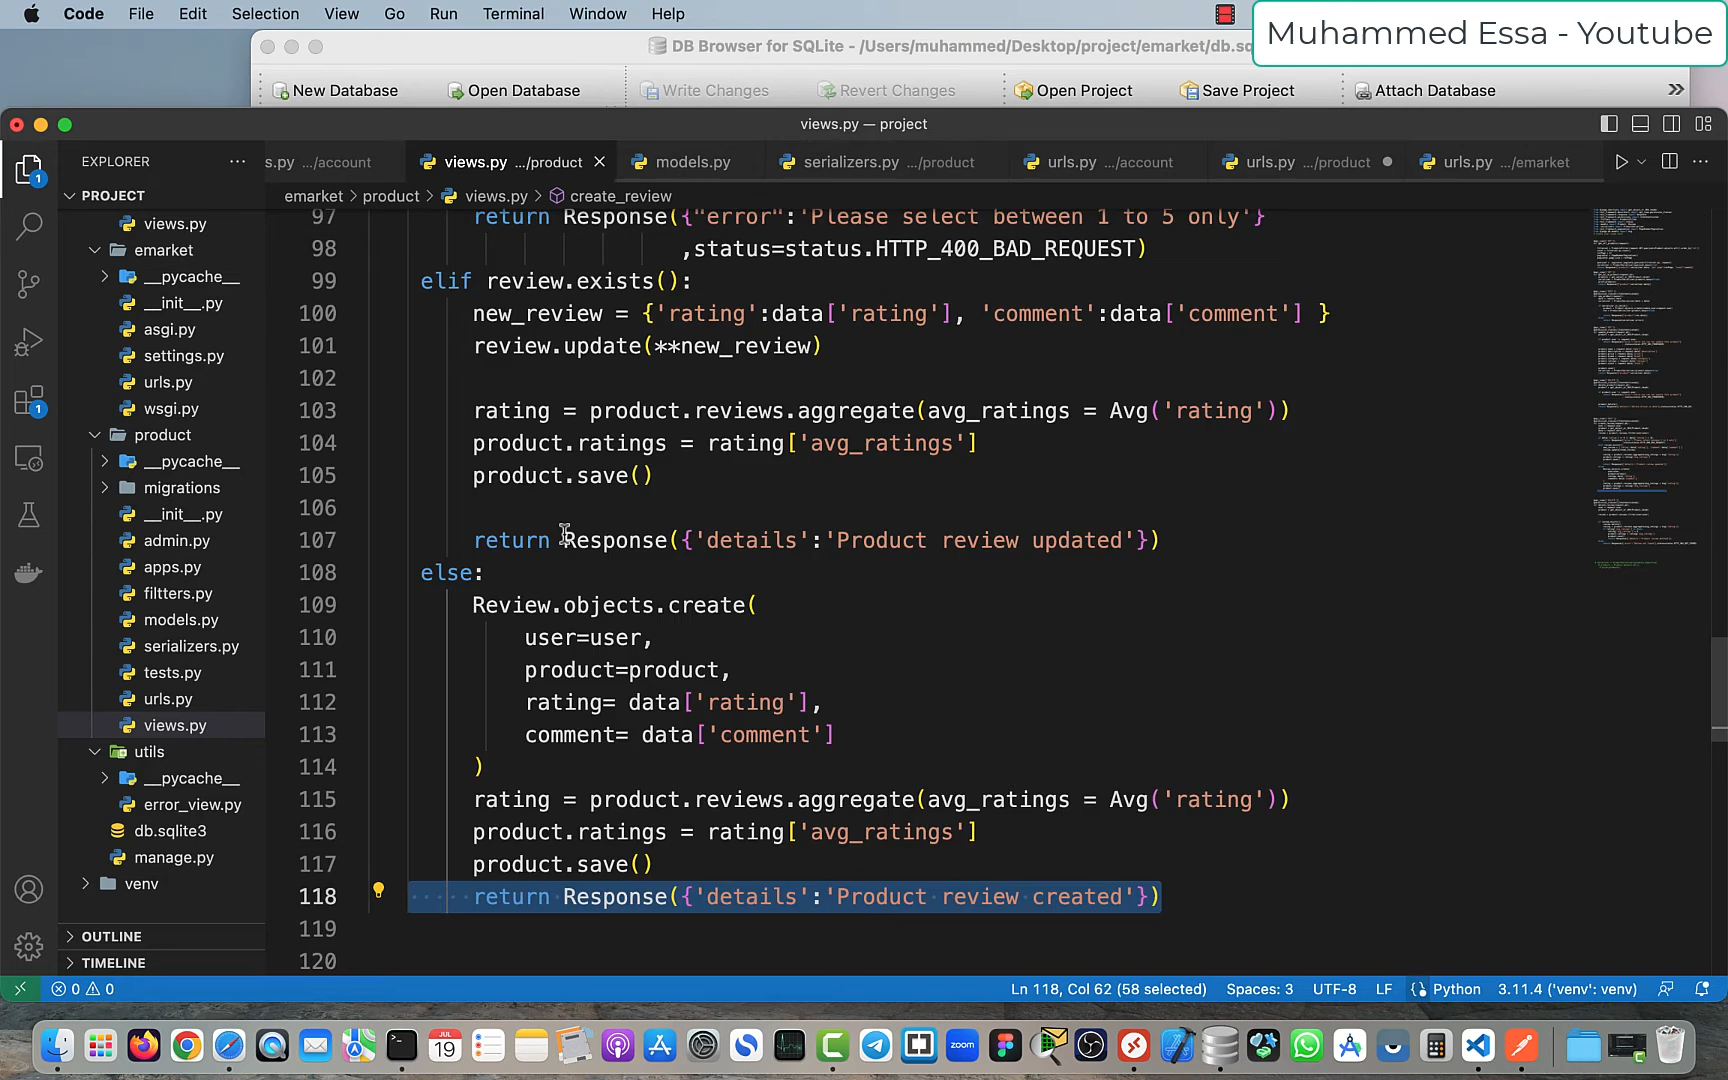 Code File Edit Selection View Go Run Terminal Window Help
Muhammed Essa - Youtube
DB Browser for SQLite - /Users/muhammed/Desktop/project/emarket/db.sq
New Database Open Database Write Changes Revert Changes Open Project Save Project Attach Database »
views.py — project
EXPLORER ···
s.py .../account views.py .../product models.py serializers.py .../product urls.py .../account urls.py .../product urls.py .../emarket
PROJECT
emarket > product > views.py > create_review
views.py
emarket
__pycache__
__init__.py
asgi.py
settings.py
urls.py
wsgi.py
product
__pycache__
migrations
__init__.py
admin.py
apps.py
filtters.py
models.py
serializers.py
tests.py
urls.py
views.py
utils
__pycache__
error_view.py
db.sqlite3
manage.py
venv
OUTLINE
TIMELINE
1
1
97 return Response({"error":'Please select between 1 to 5 only'}
98 ,status=status.HTTP_400_BAD_REQUEST)
99 elif review.exists():
100 new_review = {'rating':data['rating'], 'comment':data['comment'] }
101 review.update(**new_review)
102
103 rating = product.reviews.aggregate(avg_ratings = Avg('rating'))
104 product.ratings = rating['avg_ratings']
105 product.save()
106
107 return Response({'details':'Product review updated'})
108 else:
109 Review.objects.create(
110 user=user,
111 product=product,
112 rating= data['rating'],
113 comment= data['comment']
114 )
115 rating = product.reviews.aggregate(avg_ratings = Avg('rating'))
116 product.ratings = rating['avg_ratings']
117 product.save()
118 return Response({'details':'Product review created'})
119
120
0 0 Ln 118, Col 62 (58 selected) Spaces: 3 UTF-8 LF Python 3.11.4 ('venv': venv)
JUL
19
zoom